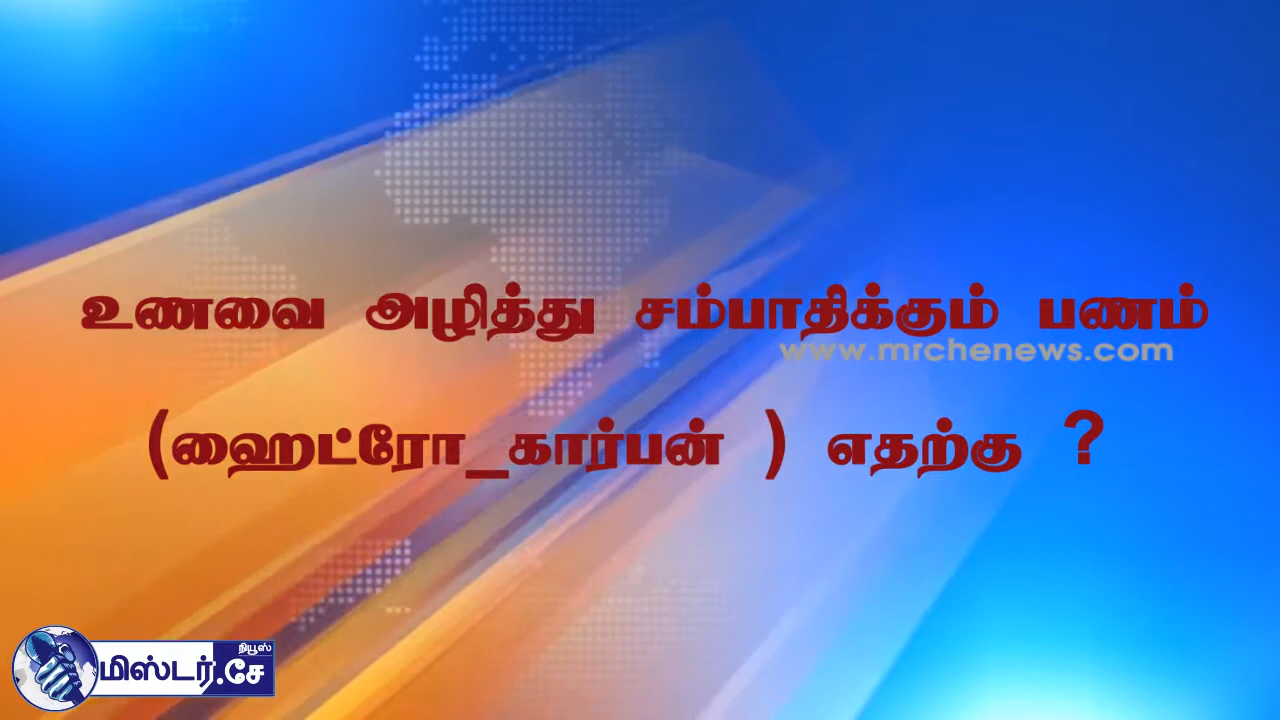 உணவை அழித்து சம்பாதிக்கும் பணம்
www.mrchenews.com
(ஹைட்ரோ_கார்பன் ) எதற்கு ?
நியூஸ்
மிஸ்டர்.சே